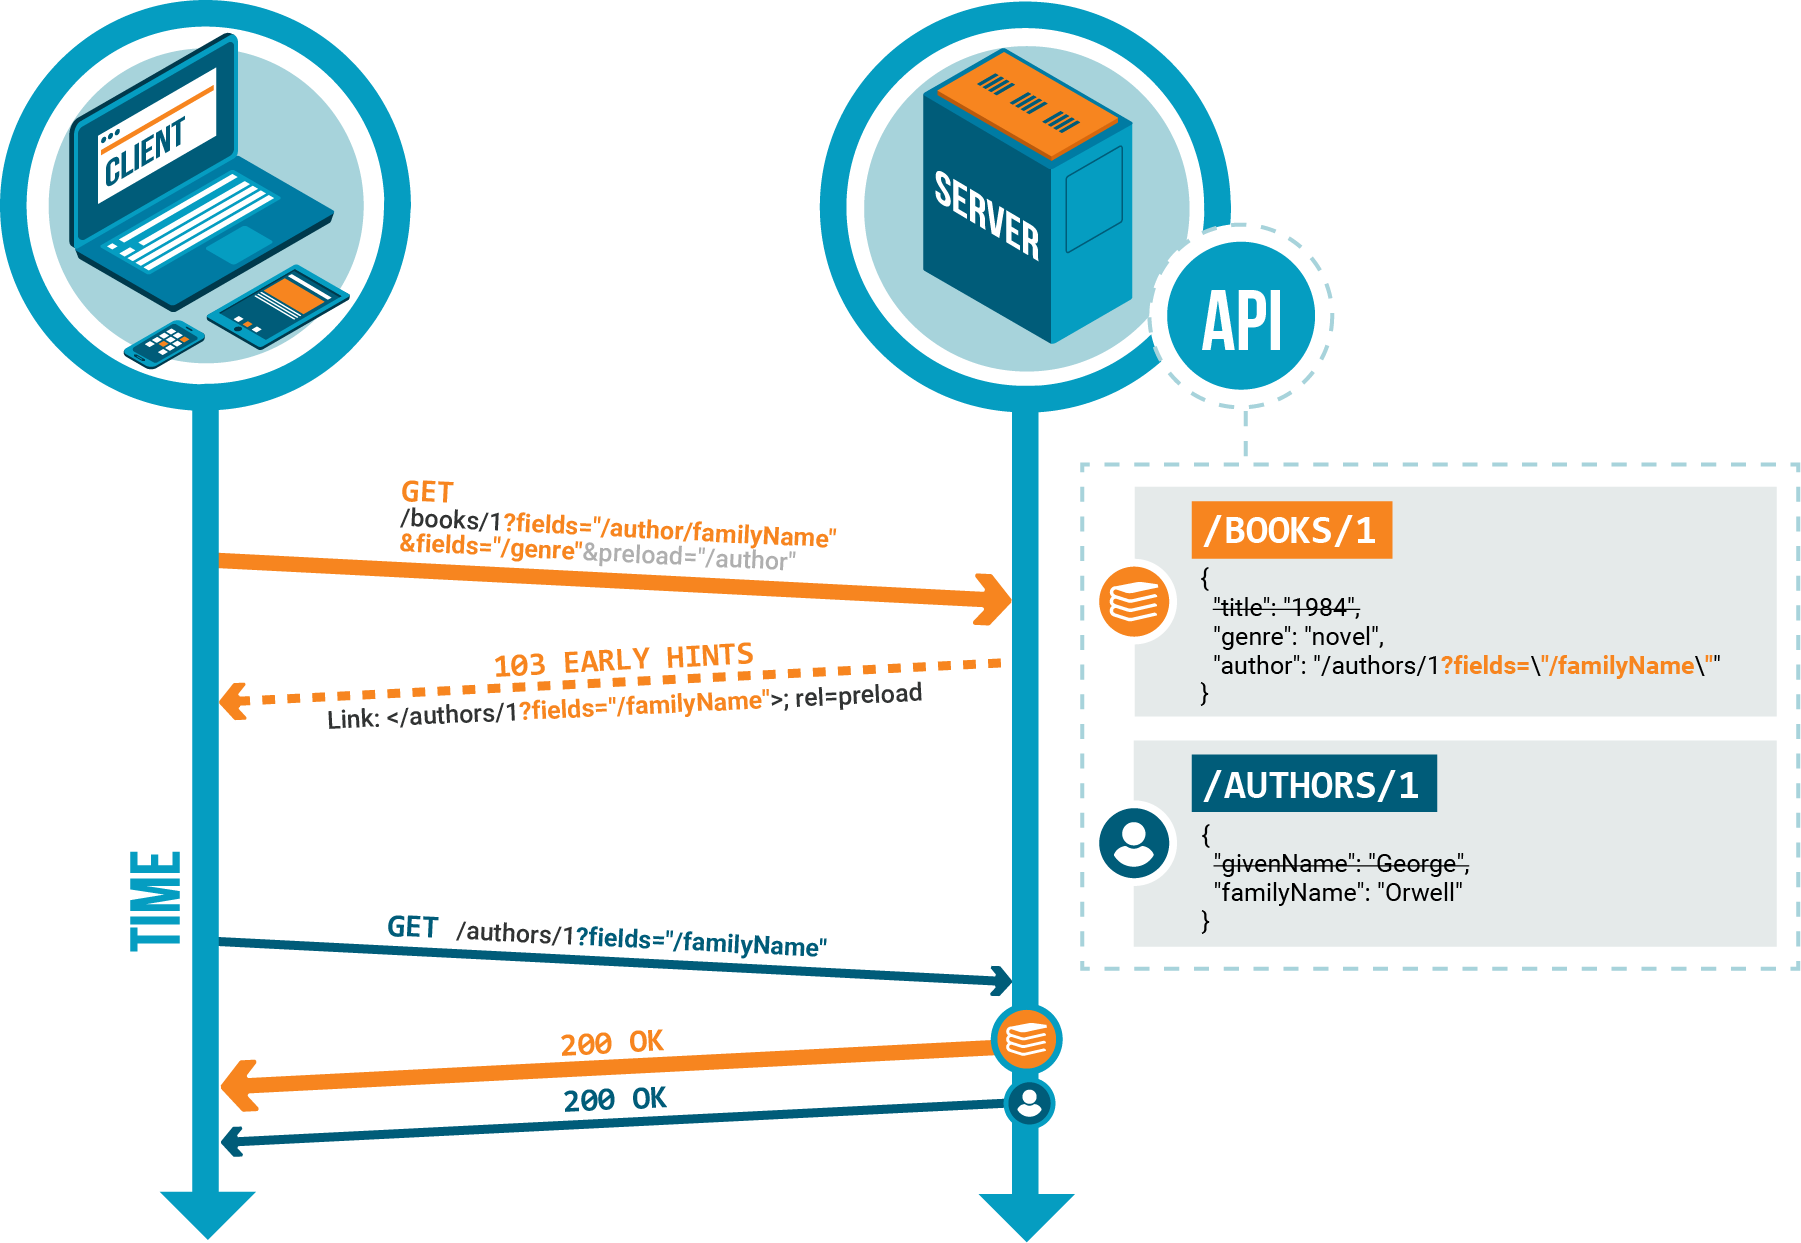 CLIENT
SERVER
API
GET
/books/1?fields="/author/familyName"
&fields="/genre"&preload="/author"
103 EARLY HINTS
Link: </authors/1?fields="/familyName">; rel=preload
/BOOKS/1
{
"title": "1984",
"genre": "novel",
"author": "/authors/1?fields=\"/familyName\""
}
/AUTHORS/1
{
"givenName": "George",
"familyName": "Orwell"
}
TIME
GET /authors/1?fields="/familyName"
200 OK
200 OK